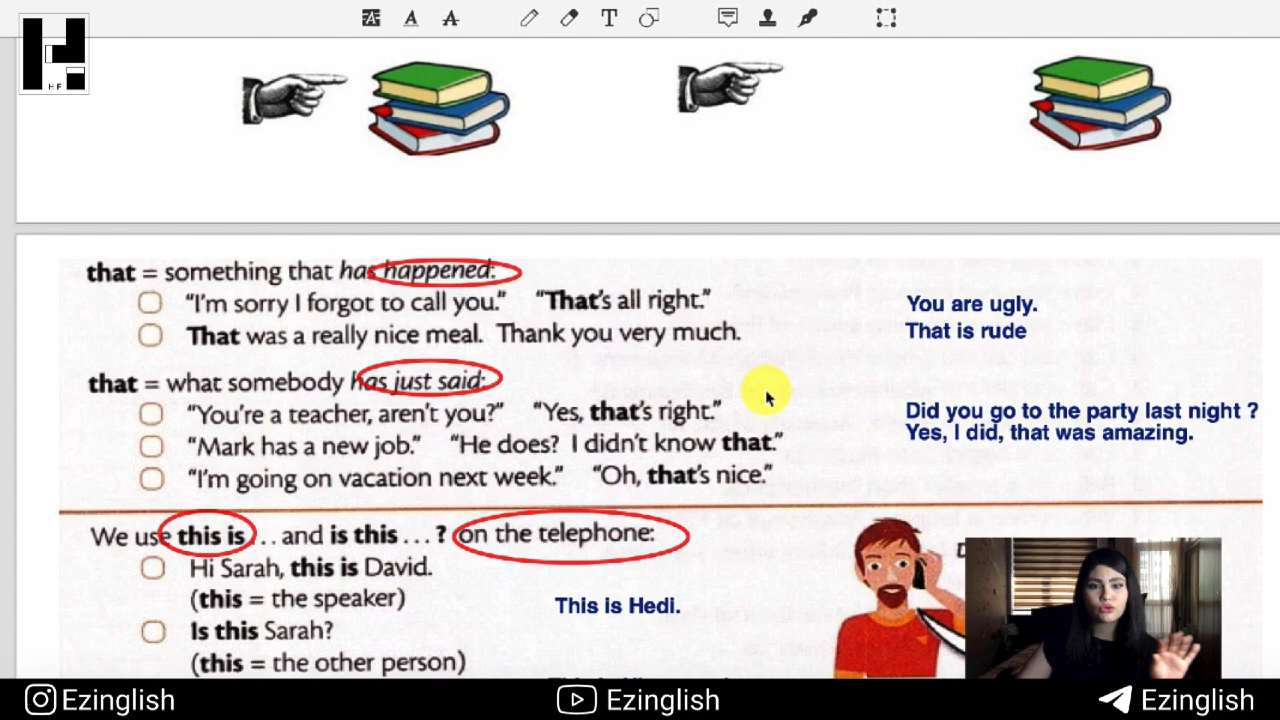 HF
that = something that has happened:
"I'm sorry I forgot to call you." "That's all right."
You are ugly.
That was a really nice meal. Thank you very much.
That is rude
that = what somebody has just said:
"You're a teacher, aren't you?" "Yes, that's right."
Did you go to the party last night ?
"Mark has a new job." "He does? I didn't know that."
Yes, I did, that was amazing.
"I'm going on vacation next week." "Oh, that's nice."
We use this is ... and is this ... ? on the telephone:
Hi Sarah, this is David.
(this = the speaker)
This is Hedi.
Is this Sarah?
(this = the other person)
Ezinglish
Ezinglish
Ezinglish